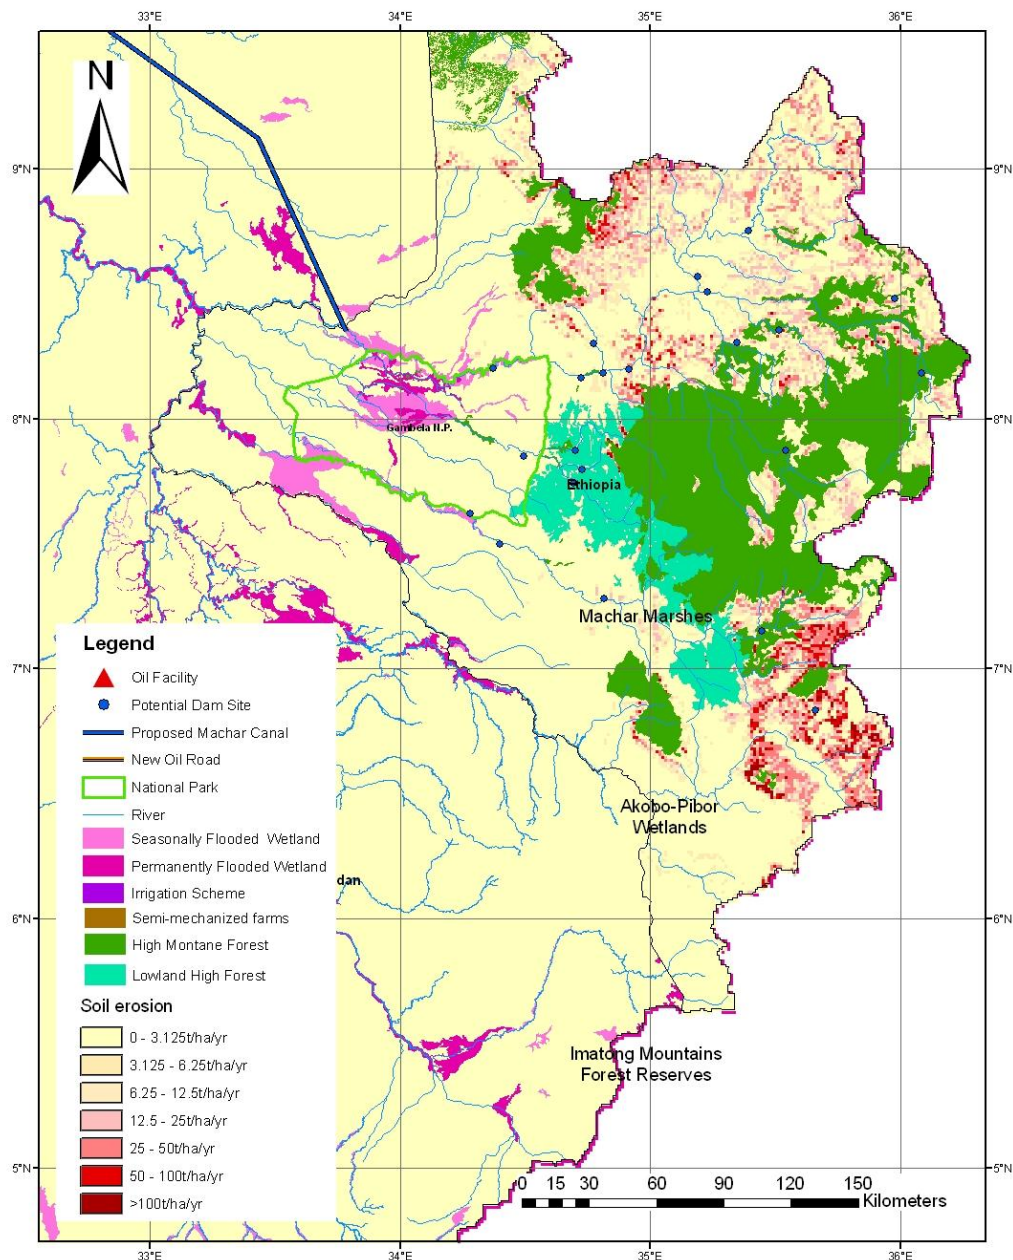 33°E 34°E 35°E 36°E
N
9°N 9°N
8°N 8°N
Gambela N.P.
Ethiopia
Machar Marshes
7°N 7°N
Legend
Oil Facility
Potential Dam Site
Proposed Machar Canal
New Oil Road
National Park
River
Seasonally Flooded Wetland
Permanently Flooded Wetland
Irrigation Scheme
Semi-mechanized farms
High Montane Forest
Lowland High Forest
Soil erosion
0 - 3.125t/ha/yr
3.125 - 6.25t/ha/yr
6.25 - 12.5t/ha/yr
12.5 - 25t/ha/yr
25 - 50t/ha/yr
50 - 100t/ha/yr
>100t/ha/yr
Akobo-Pibor
Wetlands
dan
6°N 6°N
Imatong Mountains
Forest Reserves
5°N 5°N
0 15 30 60 90 120 150
Kilometers
33°E 34°E 35°E 36°E